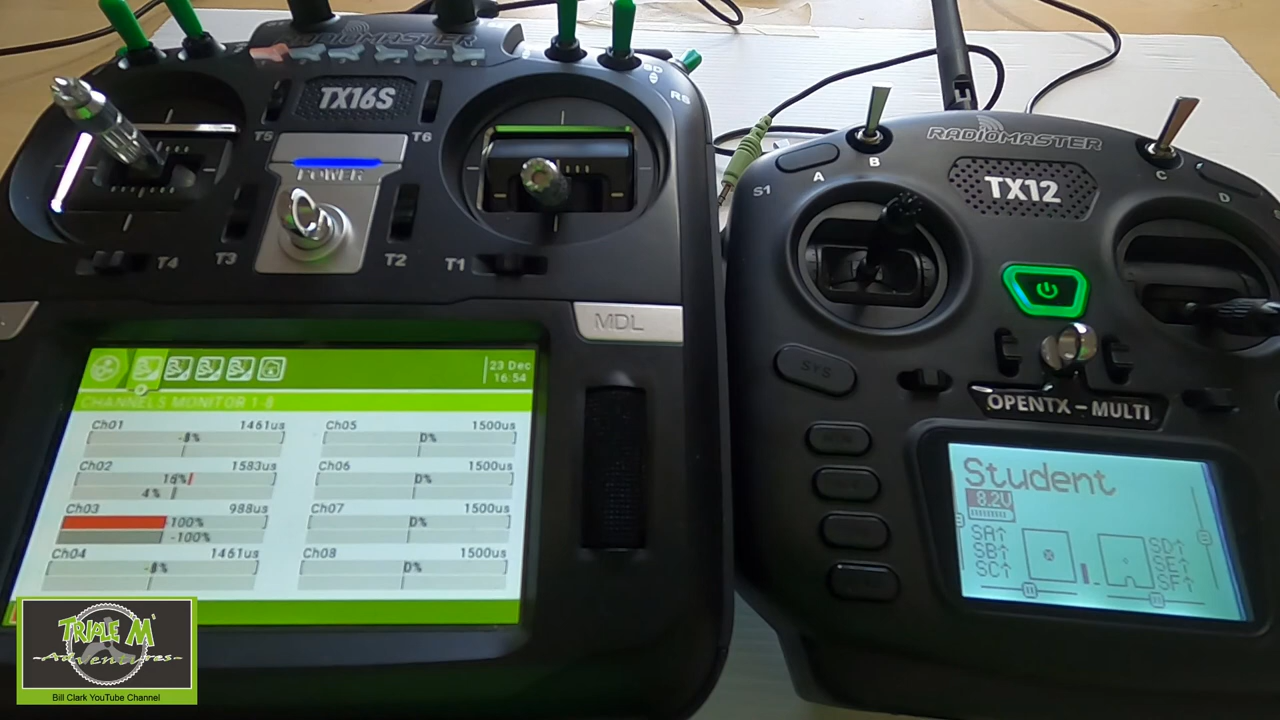 RADIOMASTER
TX16S
SD
RS
T5
T6
POWER
T4
T3
T2
T1
MDL
23 Dec
16:54
CHANNELS MONITOR 1-8
Ch01 1461us
-8%
Ch02 1583us
16%
4%
Ch03 988us
-100%
-100%
Ch04 1461us
-8%
Ch05 1500us
0%
Ch06 1500us
0%
Ch07 1500us
0%
Ch08 1500us
0%
RADIOMASTER
TX12
S1
A
B
C
D
SYS
OPENTX - MULTI
Student
8.2V
SA↑
SB↑
SC↑
SD↑
SE↑
SF↑
TRIPLE M
-Adventures-
Bill Clark YouTube Channel